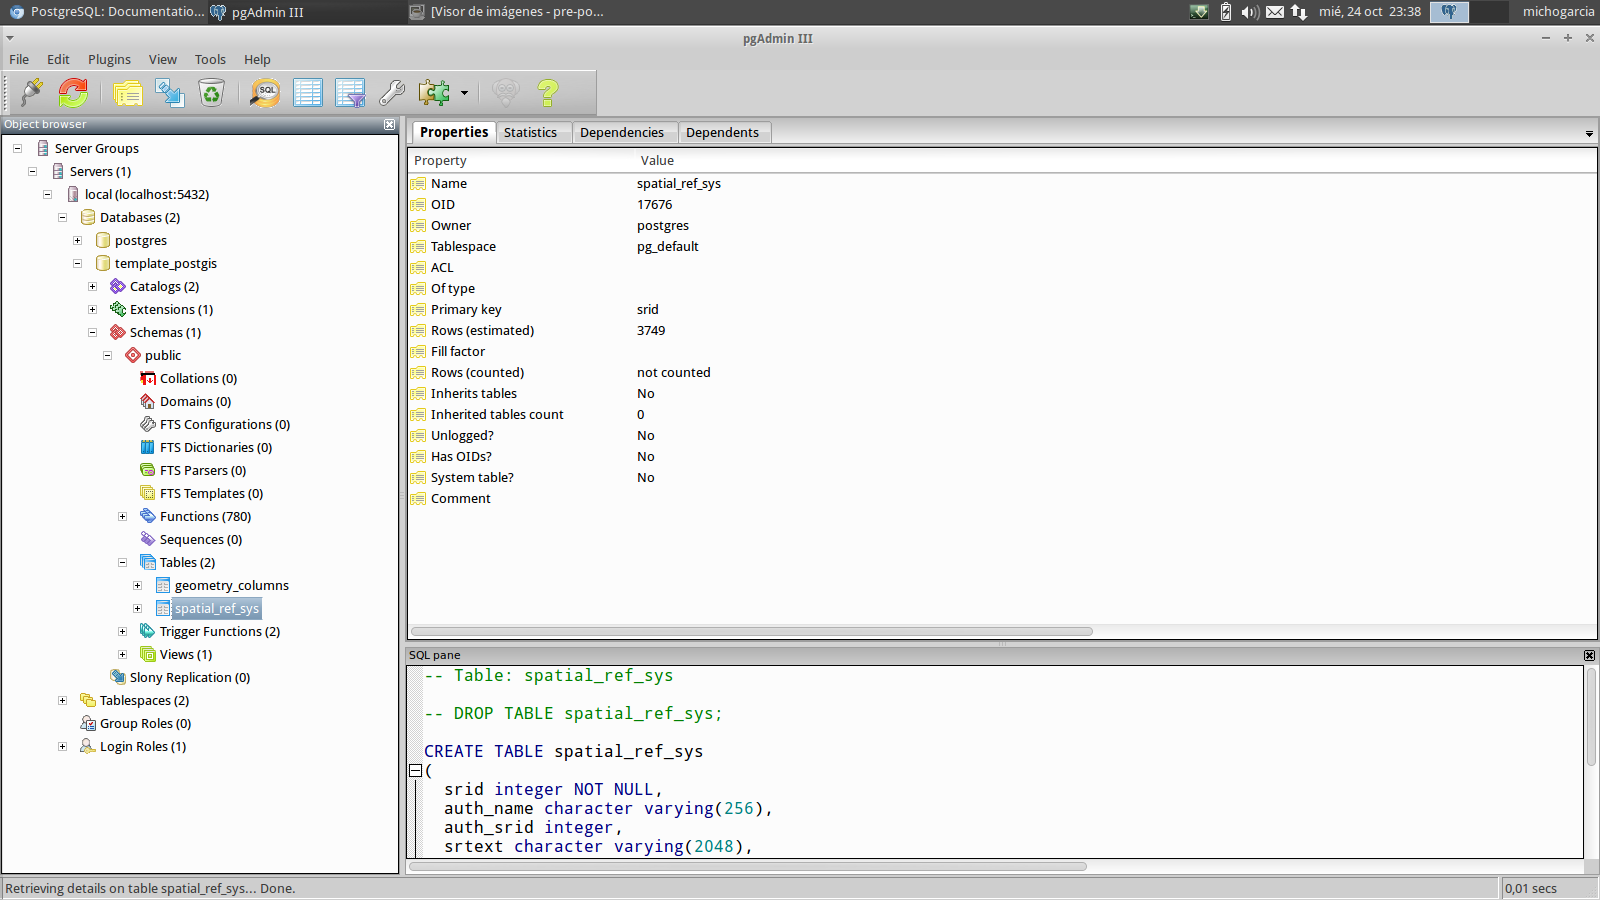 PostgreSQL: Documentatio... pgAdmin III [Visor de imágenes - pre-po... mié, 24 oct 23:38 michogarcia
pgAdmin III
File Edit Plugins View Tools Help
SQL
Object browser
Server Groups
Servers (1)
local (localhost:5432)
Databases (2)
postgres
template_postgis
Catalogs (2)
Extensions (1)
Schemas (1)
public
Collations (0)
Domains (0)
FTS Configurations (0)
FTS Dictionaries (0)
FTS Parsers (0)
FTS Templates (0)
Functions (780)
Sequences (0)
Tables (2)
geometry_columns
spatial_ref_sys
Trigger Functions (2)
Views (1)
Slony Replication (0)
Tablespaces (2)
Group Roles (0)
Login Roles (1)
Properties Statistics Dependencies Dependents
Property Value
Name spatial_ref_sys
OID 17676
Owner postgres
Tablespace pg_default
ACL
Of type
Primary key srid
Rows (estimated) 3749
Fill factor
Rows (counted) not counted
Inherits tables No
Inherited tables count 0
Unlogged? No
Has OIDs? No
System table? No
Comment
SQL pane
-- Table: spatial_ref_sys
-- DROP TABLE spatial_ref_sys;
CREATE TABLE spatial_ref_sys
(
srid integer NOT NULL,
auth_name character varying(256),
auth_srid integer,
srtext character varying(2048),
Retrieving details on table spatial_ref_sys... Done. 0,01 secs